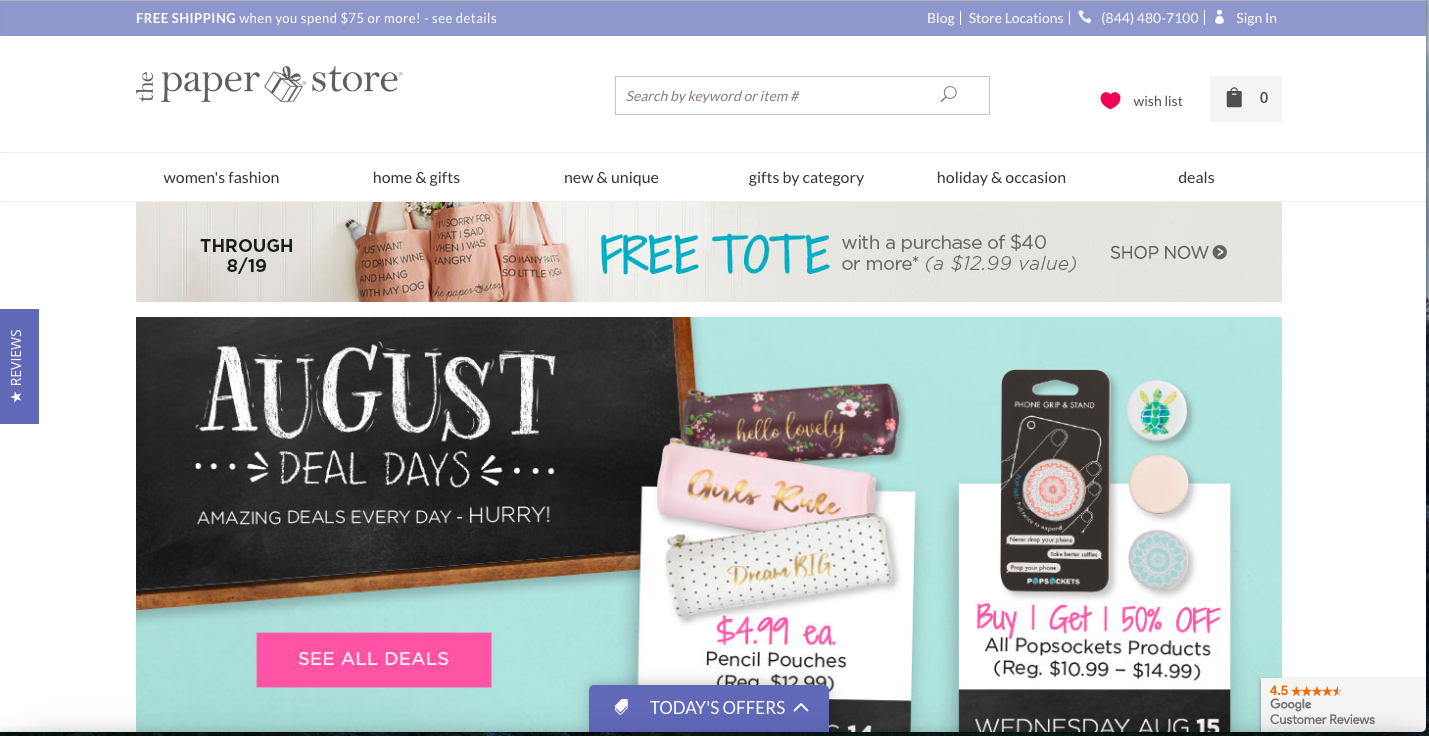 FREE SHIPPING when you spend $75 or more! - see details
Blog
Store Locations
(844) 480-7100
Sign In
the paper store
Search by keyword or item #
wish list
0
women's fashion
home & gifts
new & unique
gifts by category
holiday & occasion
deals
THROUGH
8/19
JUST WANT
TO DRINK WINE
AND HANG
WITH MY DOG
I'M SORRY FOR
WHAT I SAID
WHEN I WAS
HANGRY
the paper store
SO MANY PANTS
SO LITTLE YOGA
FREE TOTE
with a purchase of $40
or more* (a $12.99 value)
SHOP NOW
★ REVIEWS
AUGUST
DEAL DAYS
AMAZING DEALS EVERY DAY - HURRY!
SEE ALL DEALS
hello lovely
Girls Rule
Dream BIG
$4.99 ea.
Pencil Pouches
(Reg. $12.99)
14
PHONE GRIP & STAND
Never drop your phone
take better selfies
Prop your phone
POPSOCKETS
Buy 1 Get 1 50% OFF
All Popsockets Products
(Reg. $10.99 – $14.99)
WEDNESDAY AUG 15
TODAY'S OFFERS
4.5
Google
Customer Reviews